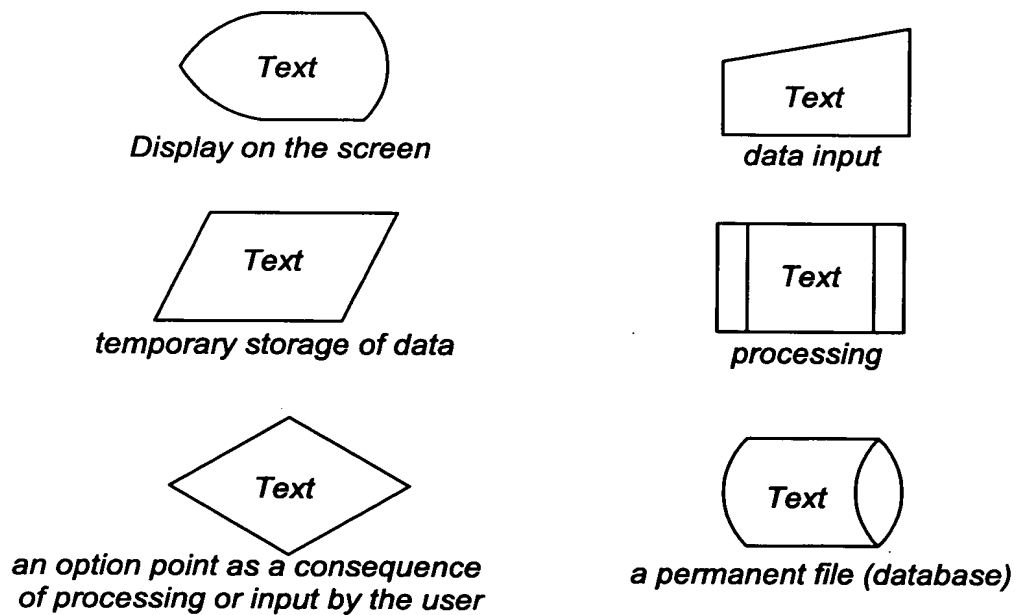 Text
Display on the screen
Text
data input
Text
temporary storage of data
Text
processing
Text
an option point as a consequence
of processing or input by the user
Text
a permanent file (database)